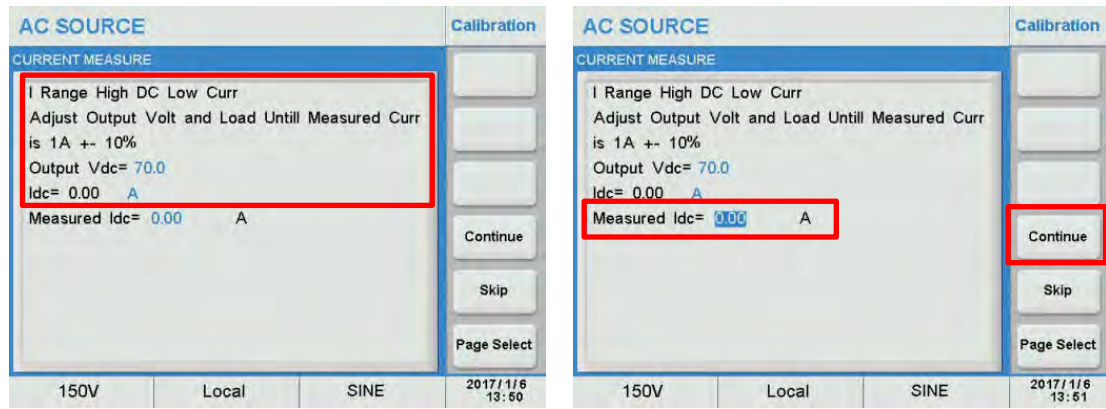 AC SOURCE
Calibration
CURRENT MEASURE
I Range High DC Low Curr
Adjust Output Volt and Load Untill Measured Curr
is 1A +- 10%
Output Vdc= 70.0
Idc= 0.00 A
Measured Idc= 0.00 A
Continue
Skip
Page Select
150V
Local
SINE
2017/1/6
13:50
AC SOURCE
Calibration
CURRENT MEASURE
I Range High DC Low Curr
Adjust Output Volt and Load Untill Measured Curr
is 1A +- 10%
Output Vdc= 70.0
Idc= 0.00 A
Measured Idc= 0.00 A
Continue
Skip
Page Select
150V
Local
SINE
2017/1/6
13:51